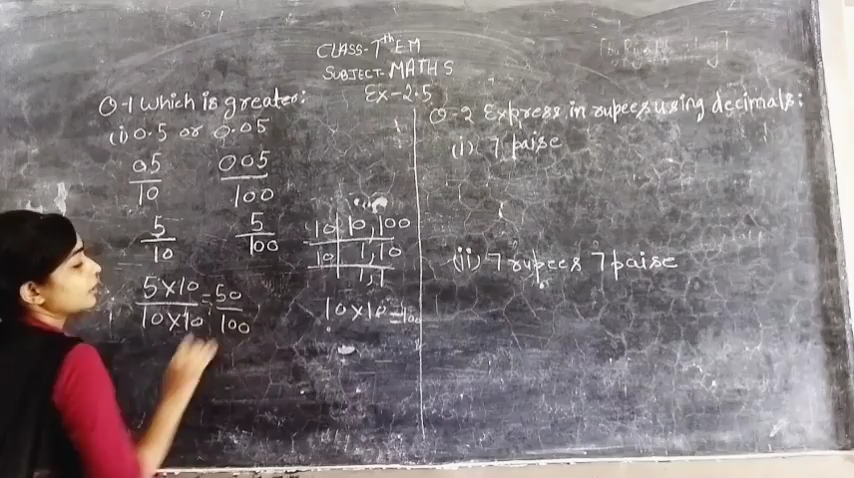 CLASS-7th EM
SUBJECT-MATHS
EX-2.5
Q-1 Which is greater:
(i) 0.5 or 0.05
05/10 005/100
5/10 5/100
5×10/10×10 = 50/100
10 | 10,100
10 | 1,10
1,1
10×10=100
Q-2 Express in rupees using decimals:
(i) 7 paise
(ii) 7 rupees 7 paise